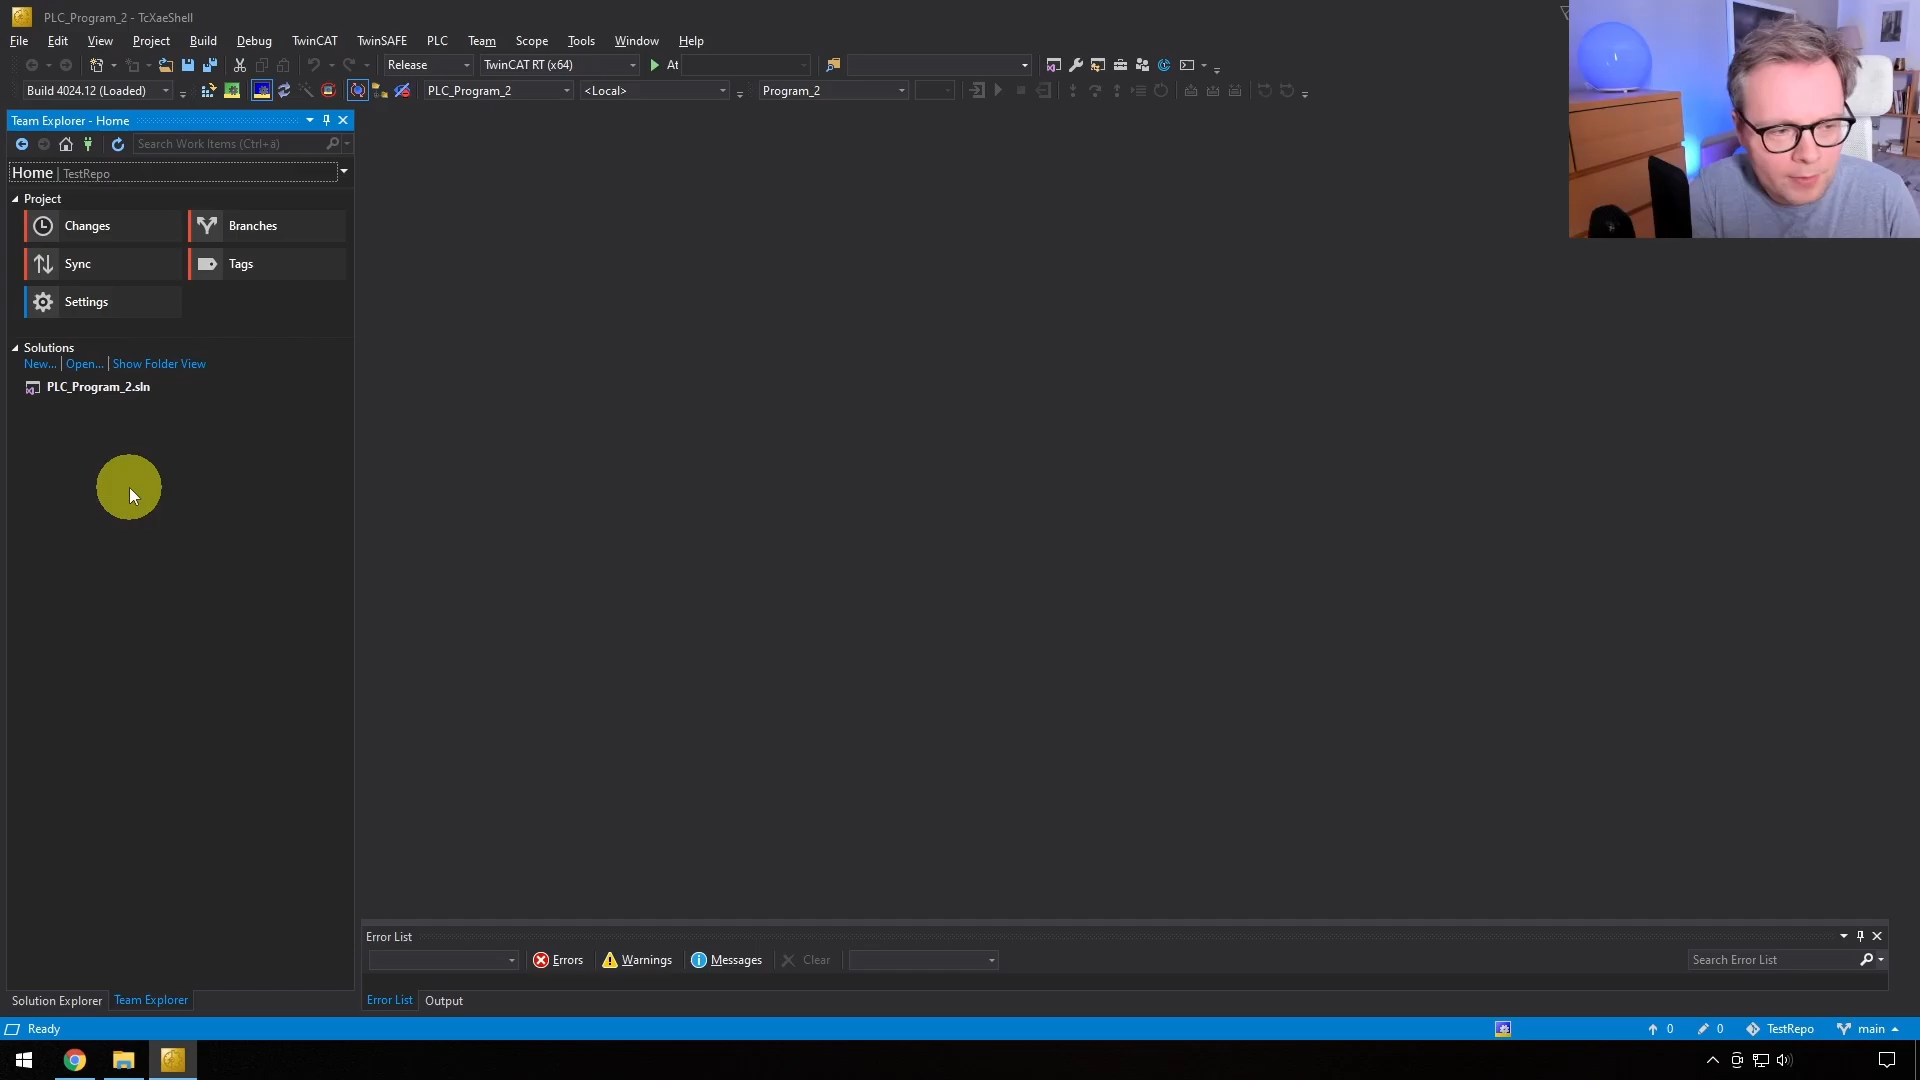 PLC_Program_2 - TcXaeShell
File Edit View Project Build Debug TwinCAT TwinSAFE PLC Team Scope Tools Window Help
Release TwinCAT RT (x64) At
Build 4024.12 (Loaded) PLC_Program_2 <Local> Program_2
Team Explorer - Home
Search Work Items (Ctrl+ä)
Home | TestRepo
Project
Changes Branches
Sync Tags
Settings
Solutions
New... | Open... | Show Folder View
PLC_Program_2.sln
Error List
Errors Warnings Messages Clear Search Error List
Solution Explorer Team Explorer Error List Output
Ready 0 0 TestRepo main